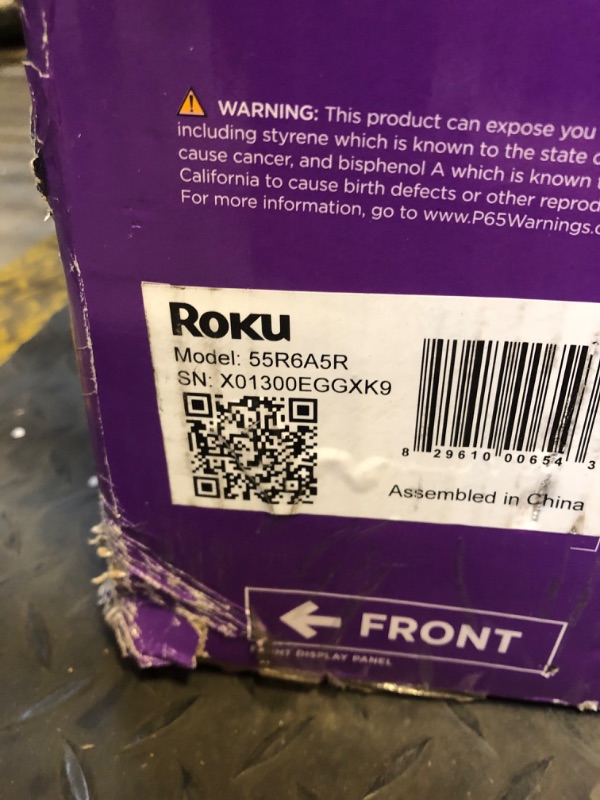 WARNING: This product can expose you
including styrene which is known to the state
cause cancer, and bisphenol A which is known
California to cause birth defects or other reprod
For more information, go to www.P65Warnings.
ROKU
Model: 55R6A5R
SN: X01300EGGXK9
8 29610 00654 3
Assembled in China
FRONT
NT DISPLAY PANEL